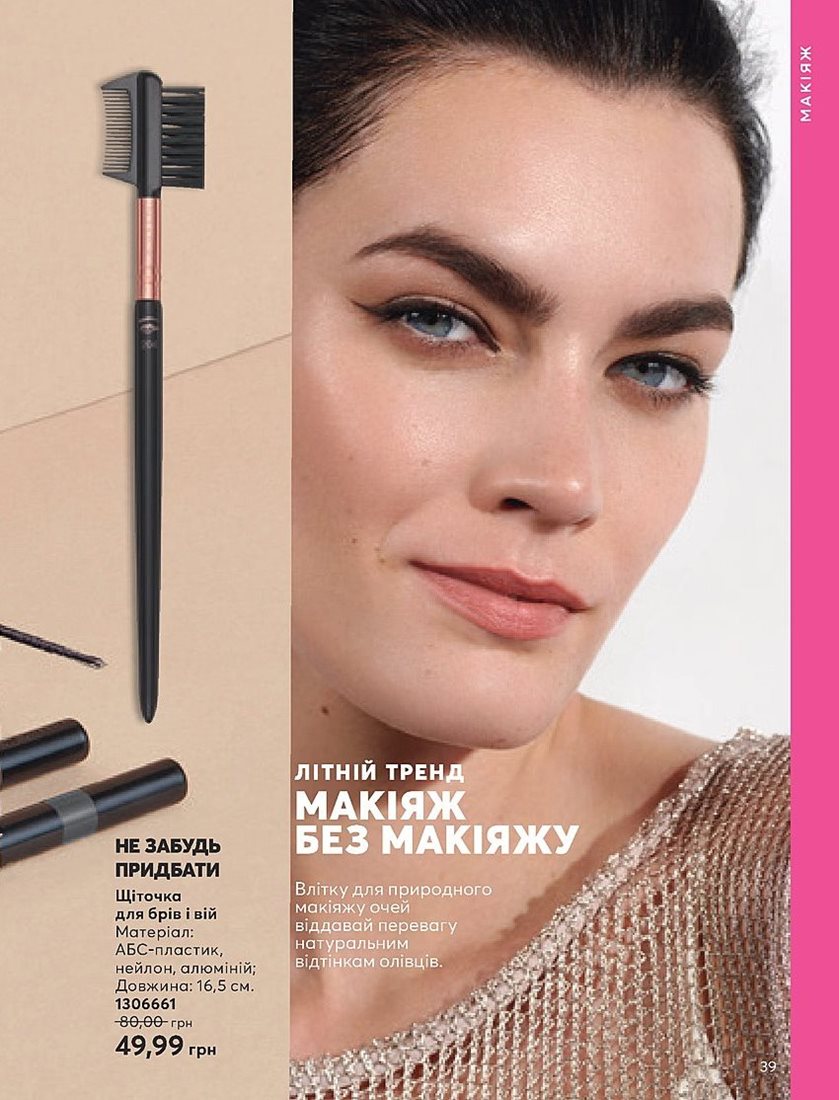 МАКІЯЖ
ЛІТНІЙ ТРЕНД
МАКІЯЖ
БЕЗ МАКІЯЖУ
Влітку для природного
макіяжу очей
віддавай перевагу
натуральним
відтінкам олівців.
НЕ ЗАБУДЬ
ПРИДБАТИ
Щіточка
для брів і вій
Матеріал:
АБС-пластик,
нейлон, алюміній;
Довжина: 16,5 см.
1306661
80,00 грн
49,99 грн
39